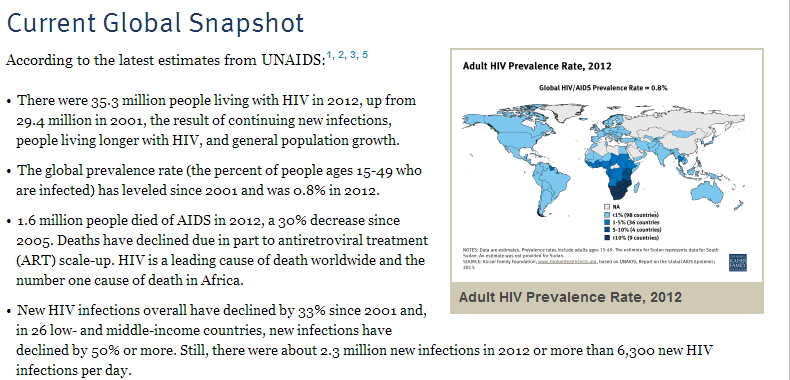 Current Global Snapshot
According to the latest estimates from UNAIDS:1, 2, 3, 5
• There were 35.3 million people living with HIV in 2012, up from
29.4 million in 2001, the result of continuing new infections,
people living longer with HIV, and general population growth.
• The global prevalence rate (the percent of people ages 15-49 who
are infected) has leveled since 2001 and was 0.8% in 2012.
• 1.6 million people died of AIDS in 2012, a 30% decrease since
2005. Deaths have declined due in part to antiretroviral treatment
(ART) scale-up. HIV is a leading cause of death worldwide and the
number one cause of death in Africa.
• New HIV infections overall have declined by 33% since 2001 and,
in 26 low- and middle-income countries, new infections have
declined by 50% or more. Still, there were about 2.3 million new infections in 2012 or more than 6,300 new HIV
infections per day.
Adult HIV Prevalence Rate, 2012
Global HIV/AIDS Prevalence Rate = 0.8%
NA
<1% (98 countries)
1-5% (36 countries)
5-10% (4 countries)
>10% (9 countries)
NOTES: Data are estimates. Prevalence rates include adults ages 15-49. The estimate for Sudan represents data for South
Sudan. An estimate was not provided for Sudan.
SOURCE: Kaiser Family Foundation, www.GlobalHealthFacts.org, based on UNAIDS, Report on the Global AIDS Epidemic;
2013.
KAISER
FAMILY
Adult HIV Prevalence Rate, 2012